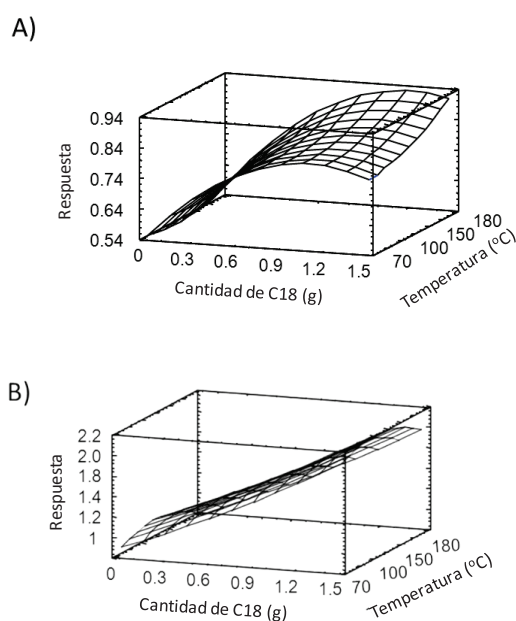 A)
0.94
0.84
0.74
0.64
0.54
Respuesta
0 0.3 0.6 0.9 1.2 1.5
Cantidad de C18 (g)
70 100 150 180
Temperatura (ºC)
B)
2.2
2.0
1.8
1.4
1.2
1
Respuesta
0 0.3 0.6 0.9 1.2 1.5
Cantidad de C18 (g)
70 100 150 180
Temperatura (ºC)